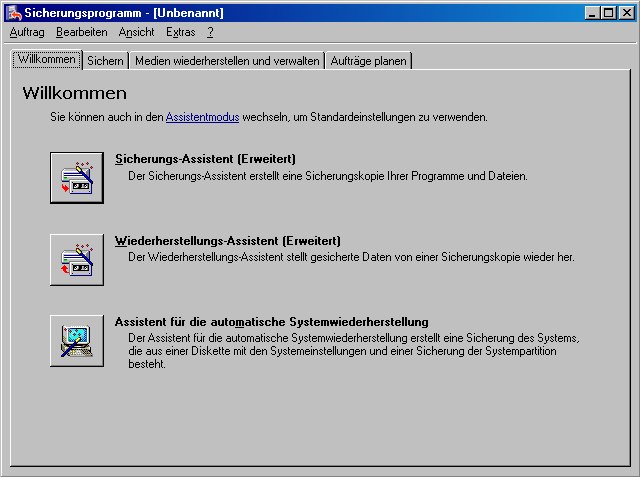 Sicherungsprogramm - [Unbenannt]
Auftrag Bearbeiten Ansicht Extras ?
Willkommen Sichern Medien wiederherstellen und verwalten Aufträge planen
Willkommen
Sie können auch in den Assistentmodus wechseln, um Standardeinstellungen zu verwenden.
Sicherungs-Assistent (Erweitert)
Der Sicherungs-Assistent erstellt eine Sicherungskopie Ihrer Programme und Dateien.
Wiederherstellungs-Assistent (Erweitert)
Der Wiederherstellungs-Assistent stellt gesicherte Daten von einer Sicherungskopie wieder her.
Assistent für die automatische Systemwiederherstellung
Der Assistent für die automatische Systemwiederherstellung erstellt eine Sicherung des Systems,
die aus einer Diskette mit den Systemeinstellungen und einer Sicherung der Systempartition
besteht.